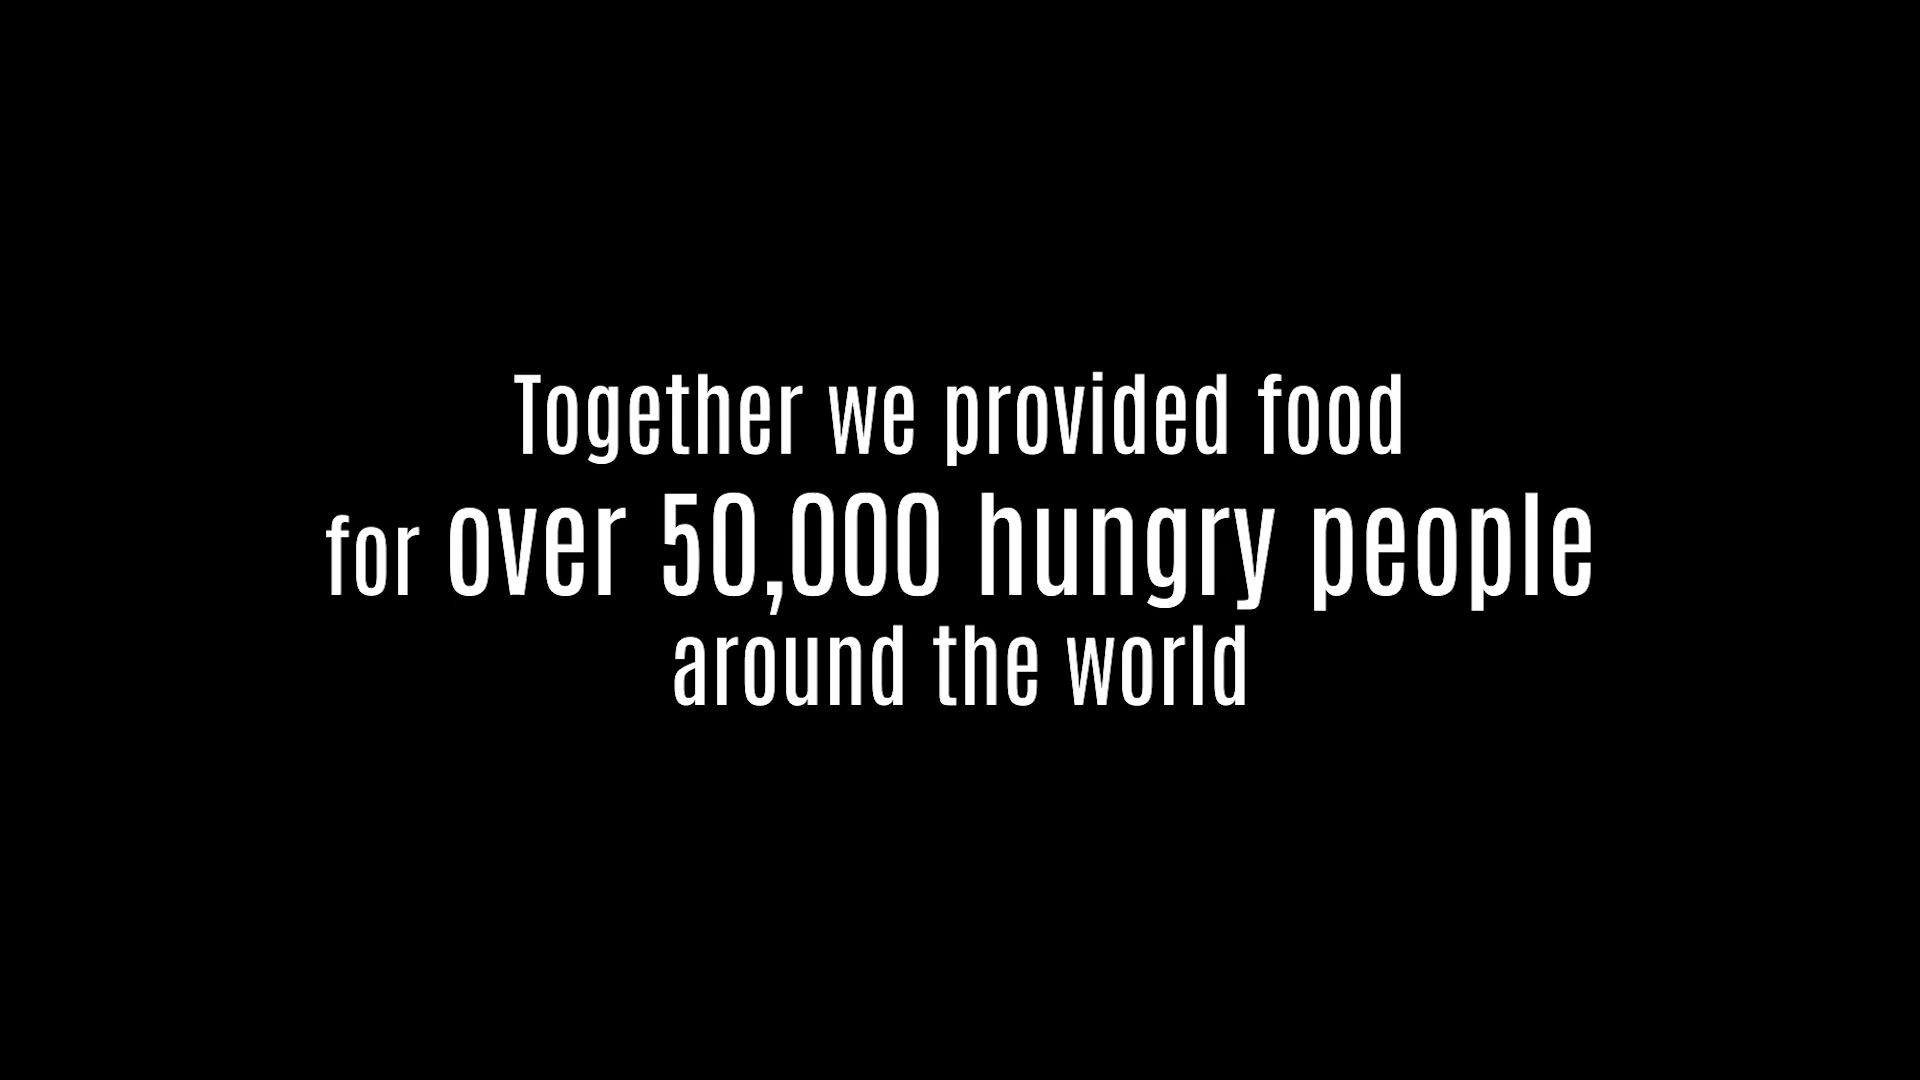 Together we provided food
for over 50,000 hungry people
around the world